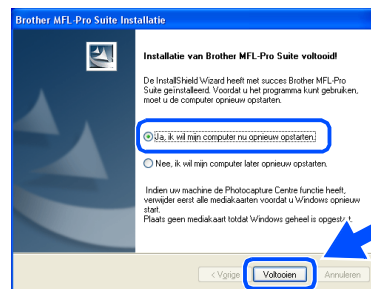 Brother MFL-Pro Suite Installatie
Installatie van Brother MFL-Pro Suite voltooid!
De InstallShield Wizard heeft met succes Brother MFL-Pro
Suite geïnstalleerd. Voordat u het programma kunt gebruiken,
moet u de computer opnieuw opstarten.
Ja, ik wil mijn computer nu opnieuw opstarten.
Nee, ik wil mijn computer later opnieuw opstarten.
Indien uw machine de Photocapture Centre functie heeft,
verwijder eerst alle mediakaarten voordat u Windows opnieuw
start.
Plaats geen mediakaart totdat Windows geheel is opgestart.
< Vorige Voltooien Annuleren